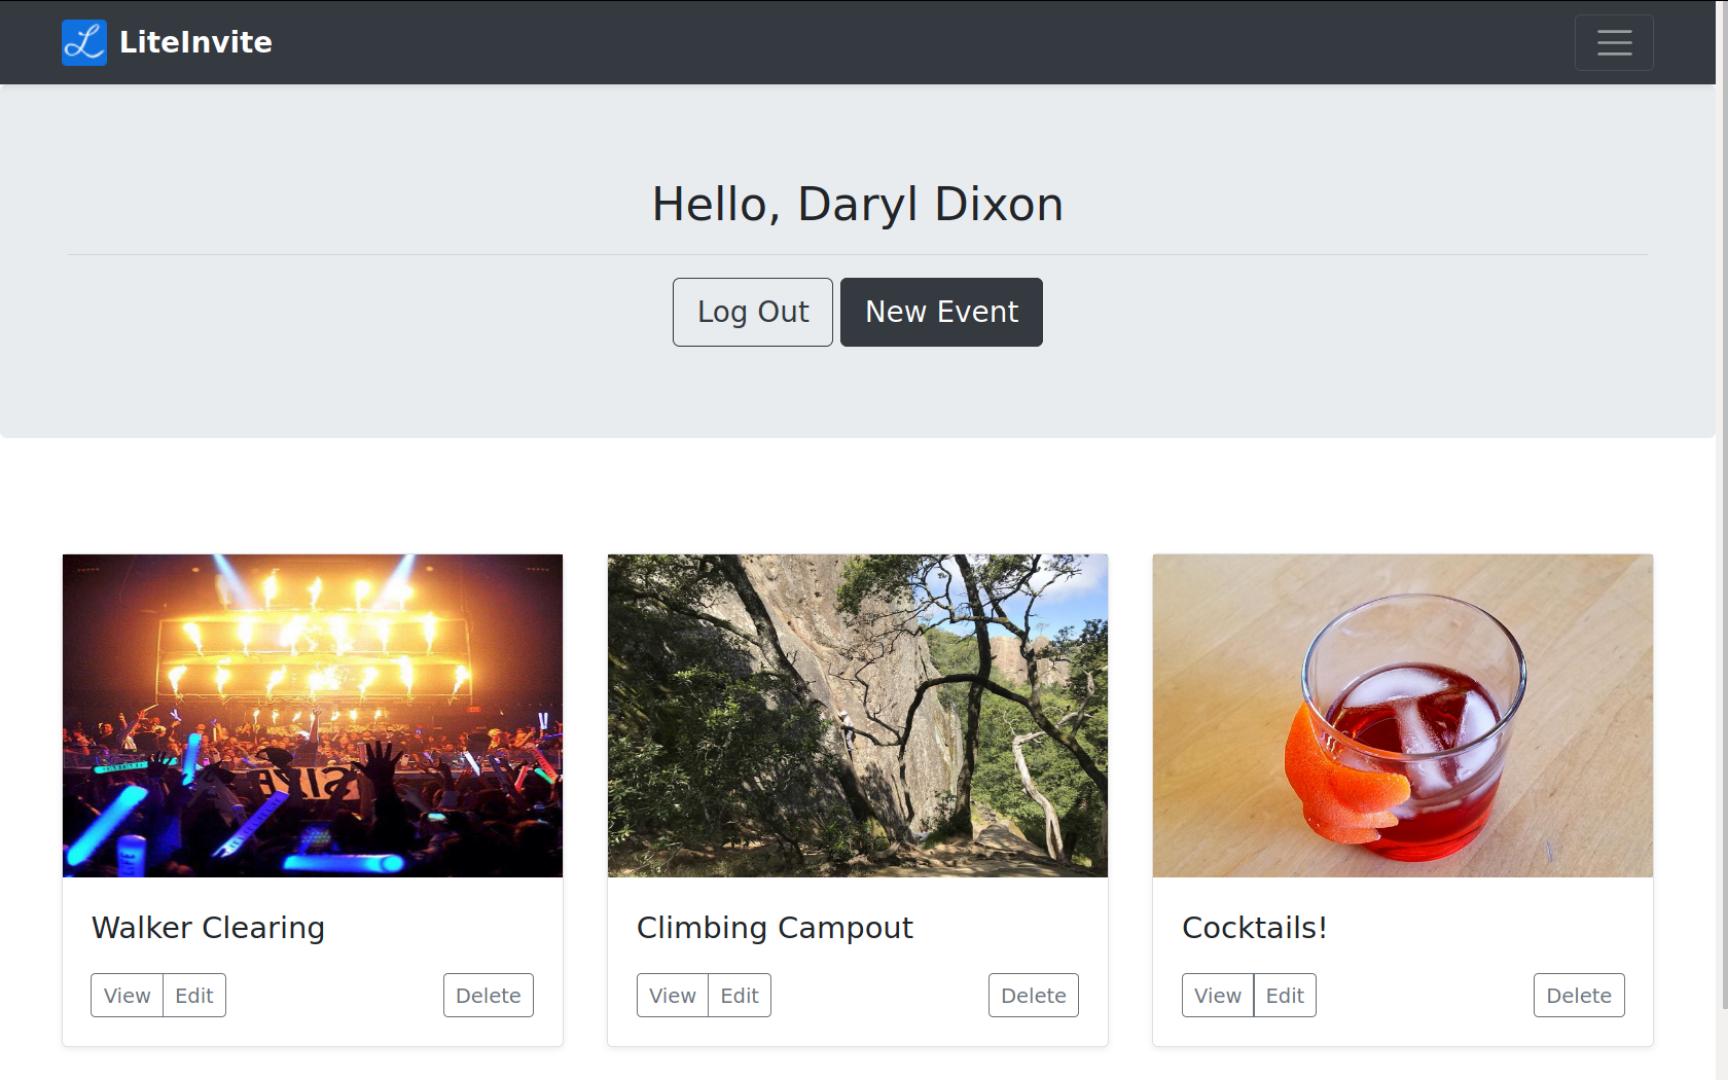 LiteInvite
Hello, Daryl Dixon
Log Out New Event
LIFE
Walker Clearing
Climbing Campout
Cocktails!
View Edit Delete
View Edit Delete
View Edit Delete